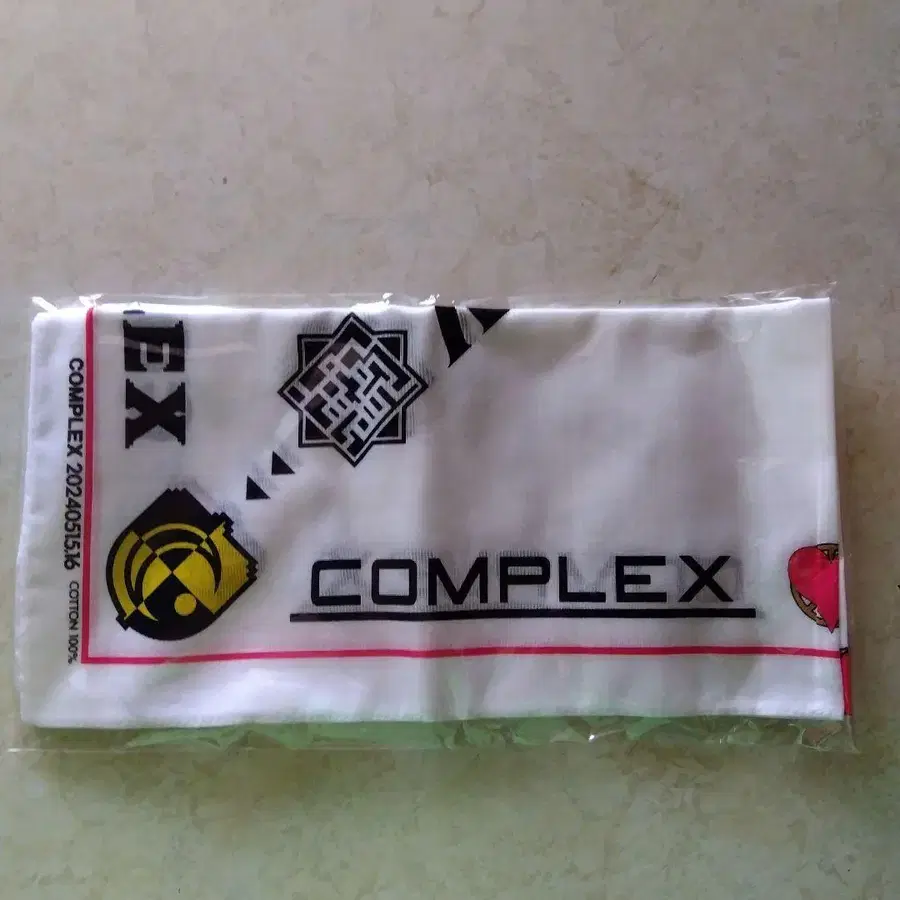 EX
COMPLEX 20240515.16 COTTON 100%
COMPLEX